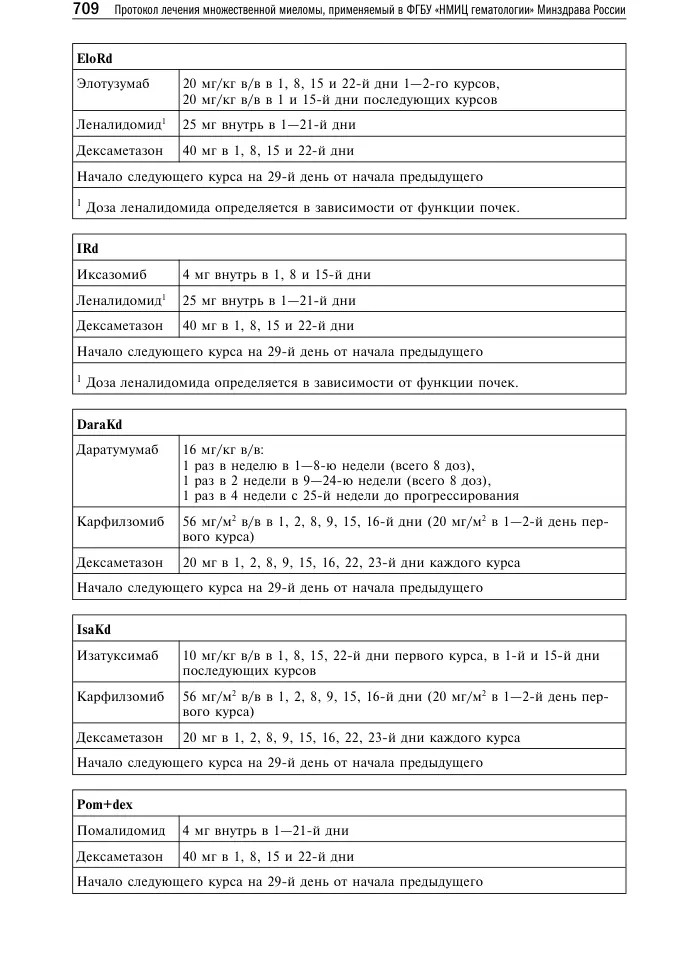 709 Протокол лечения множественной миеломы, применяемый в ФГБУ «НМИЦ гематологии» Минздрава России
EloRd
Элотузумаб 20 мг/кг в/в в 1, 8, 15 и 22-й дни 1—2-го курсов,
20 мг/кг в/в в 1 и 15-й дни последующих курсов
Леналидомид¹ 25 мг внутрь в 1—21-й дни
Дексаметазон 40 мг в 1, 8, 15 и 22-й дни
Начало следующего курса на 29-й день от начала предыдущего
¹ Доза леналидомида определяется в зависимости от функции почек.
IRd
Иксазомиб 4 мг внутрь в 1, 8 и 15-й дни
Леналидомид¹ 25 мг внутрь в 1—21-й дни
Дексаметазон 40 мг в 1, 8, 15 и 22-й дни
Начало следующего курса на 29-й день от начала предыдущего
¹ Доза леналидомида определяется в зависимости от функции почек.
DaraKd
Даратумумаб 16 мг/кг в/в:
1 раз в неделю в 1—8-ю недели (всего 8 доз),
1 раз в 2 недели в 9—24-ю недели (всего 8 доз),
1 раз в 4 недели с 25-й недели до прогрессирования
Карфилзомиб 56 мг/м² в/в в 1, 2, 8, 9, 15, 16-й дни (20 мг/м² в 1—2-й день пер-
вого курса)
Дексаметазон 20 мг в 1, 2, 8, 9, 15, 16, 22, 23-й дни каждого курса
Начало следующего курса на 29-й день от начала предыдущего
IsaKd
Изатуксимаб 10 мг/кг в/в в 1, 8, 15, 22-й дни первого курса, в 1-й и 15-й дни
последующих курсов
Карфилзомиб 56 мг/м² в/в в 1, 2, 8, 9, 15, 16-й дни (20 мг/м² в 1—2-й день пер-
вого курса)
Дексаметазон 20 мг в 1, 2, 8, 9, 15, 16, 22, 23-й дни каждого курса
Начало следующего курса на 29-й день от начала предыдущего
Pom+dex
Помалидомид 4 мг внутрь в 1—21-й дни
Дексаметазон 40 мг в 1, 8, 15 и 22-й дни
Начало следующего курса на 29-й день от начала предыдущего